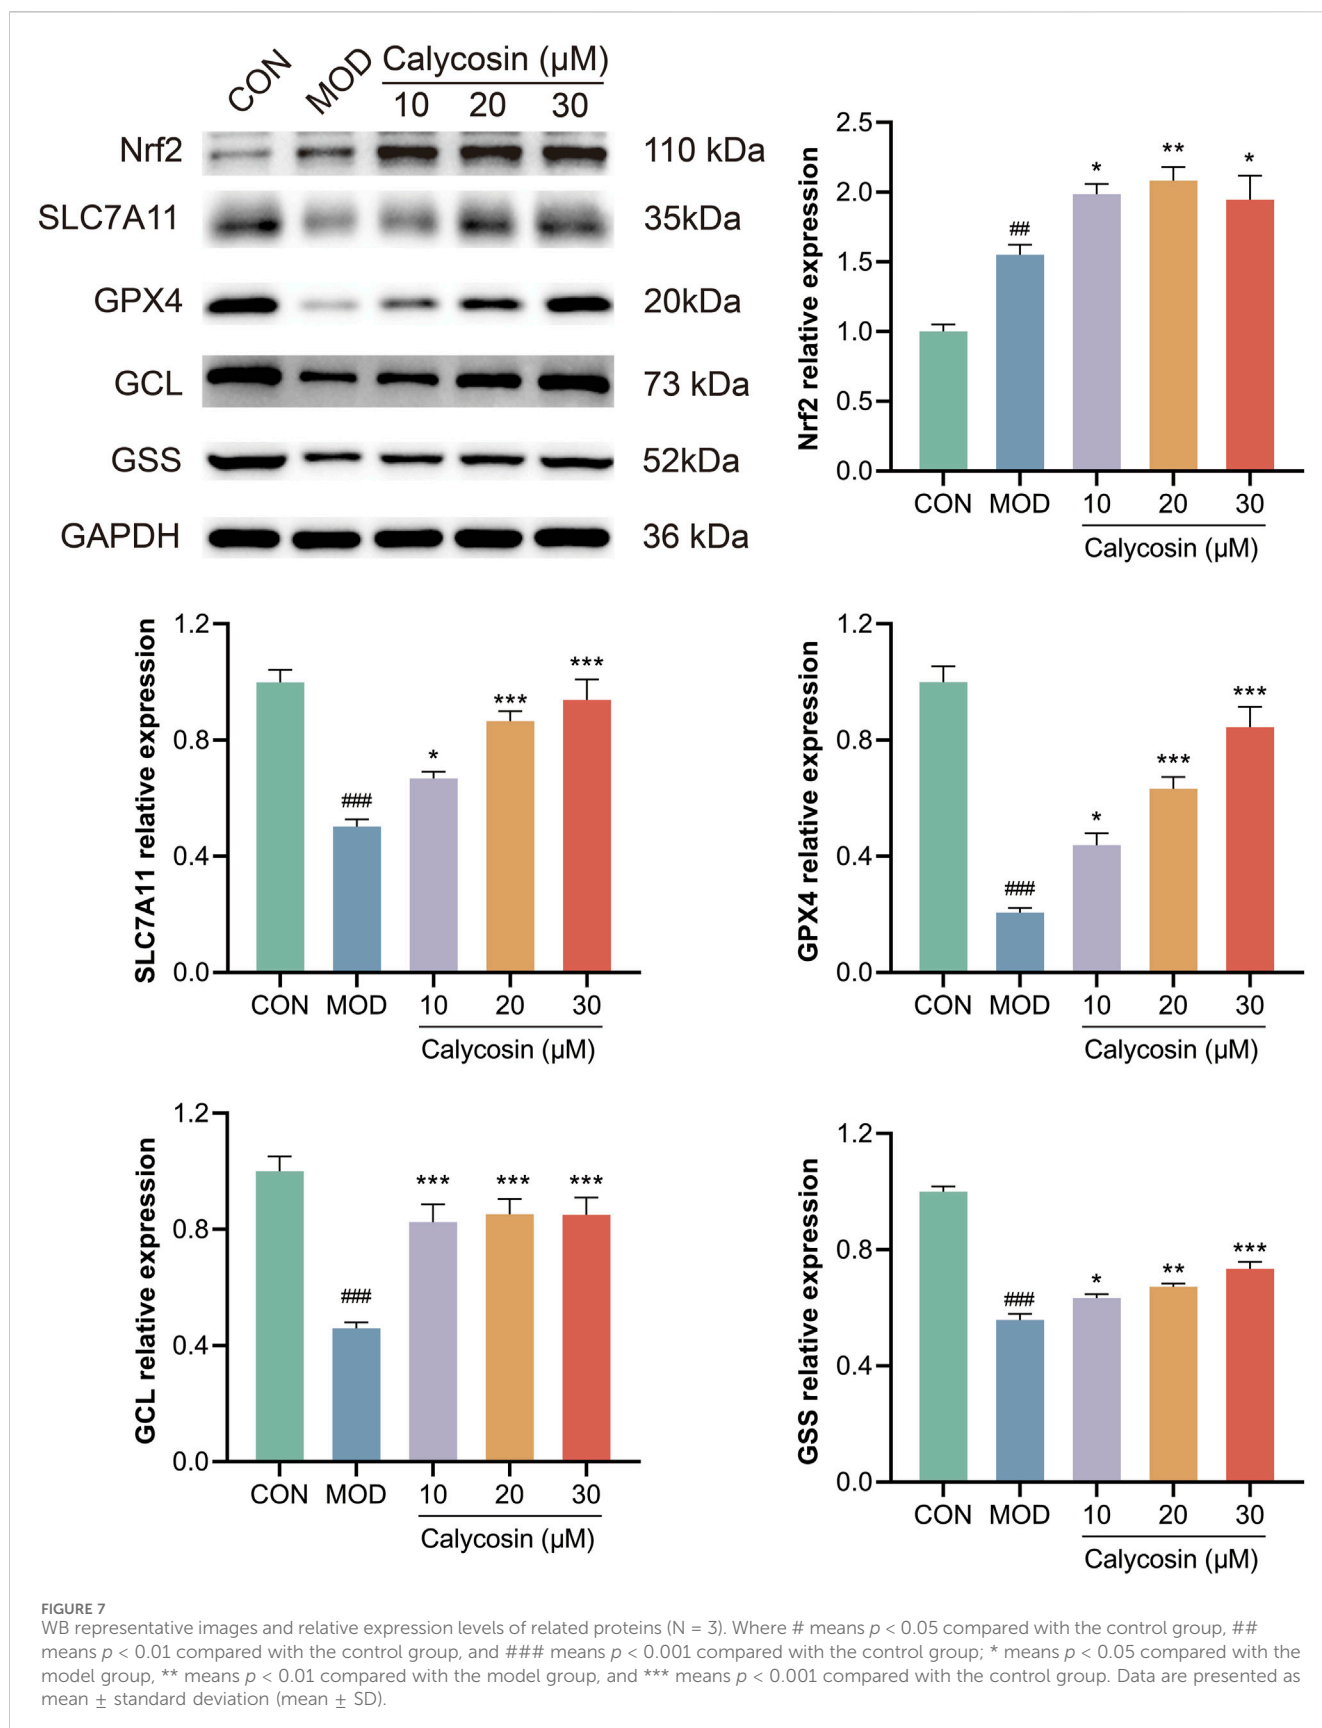 CON MOD Calycosin (μM)
10 20 30
Nrf2 110 kDa
SLC7A11 35kDa
GPX4 20kDa
GCL 73 kDa
GSS 52kDa
GAPDH 36 kDa
Nrf2 relative expression
2.5
2.0
1.5
1.0
0.5
0.0
## * ** *
CON MOD 10 20 30
Calycosin (μM)
SLC7A11 relative expression
1.2
0.8
0.4
0.0
### * *** ***
CON MOD 10 20 30
Calycosin (μM)
GPX4 relative expression
1.2
0.8
0.4
0.0
### * *** ***
CON MOD 10 20 30
Calycosin (μM)
GCL relative expression
1.2
0.8
0.4
0.0
### *** *** ***
CON MOD 10 20 30
Calycosin (μM)
GSS relative expression
1.2
0.8
0.4
0.0
### * ** ***
CON MOD 10 20 30
Calycosin (μM)
FIGURE 7
WB representative images and relative expression levels of related proteins (N = 3). Where # means p < 0.05 compared with the control group, ##
means p < 0.01 compared with the control group, and ### means p < 0.001 compared with the control group; * means p < 0.05 compared with the
model group, ** means p < 0.01 compared with the model group, and *** means p < 0.001 compared with the control group. Data are presented as
mean ± standard deviation (mean ± SD).